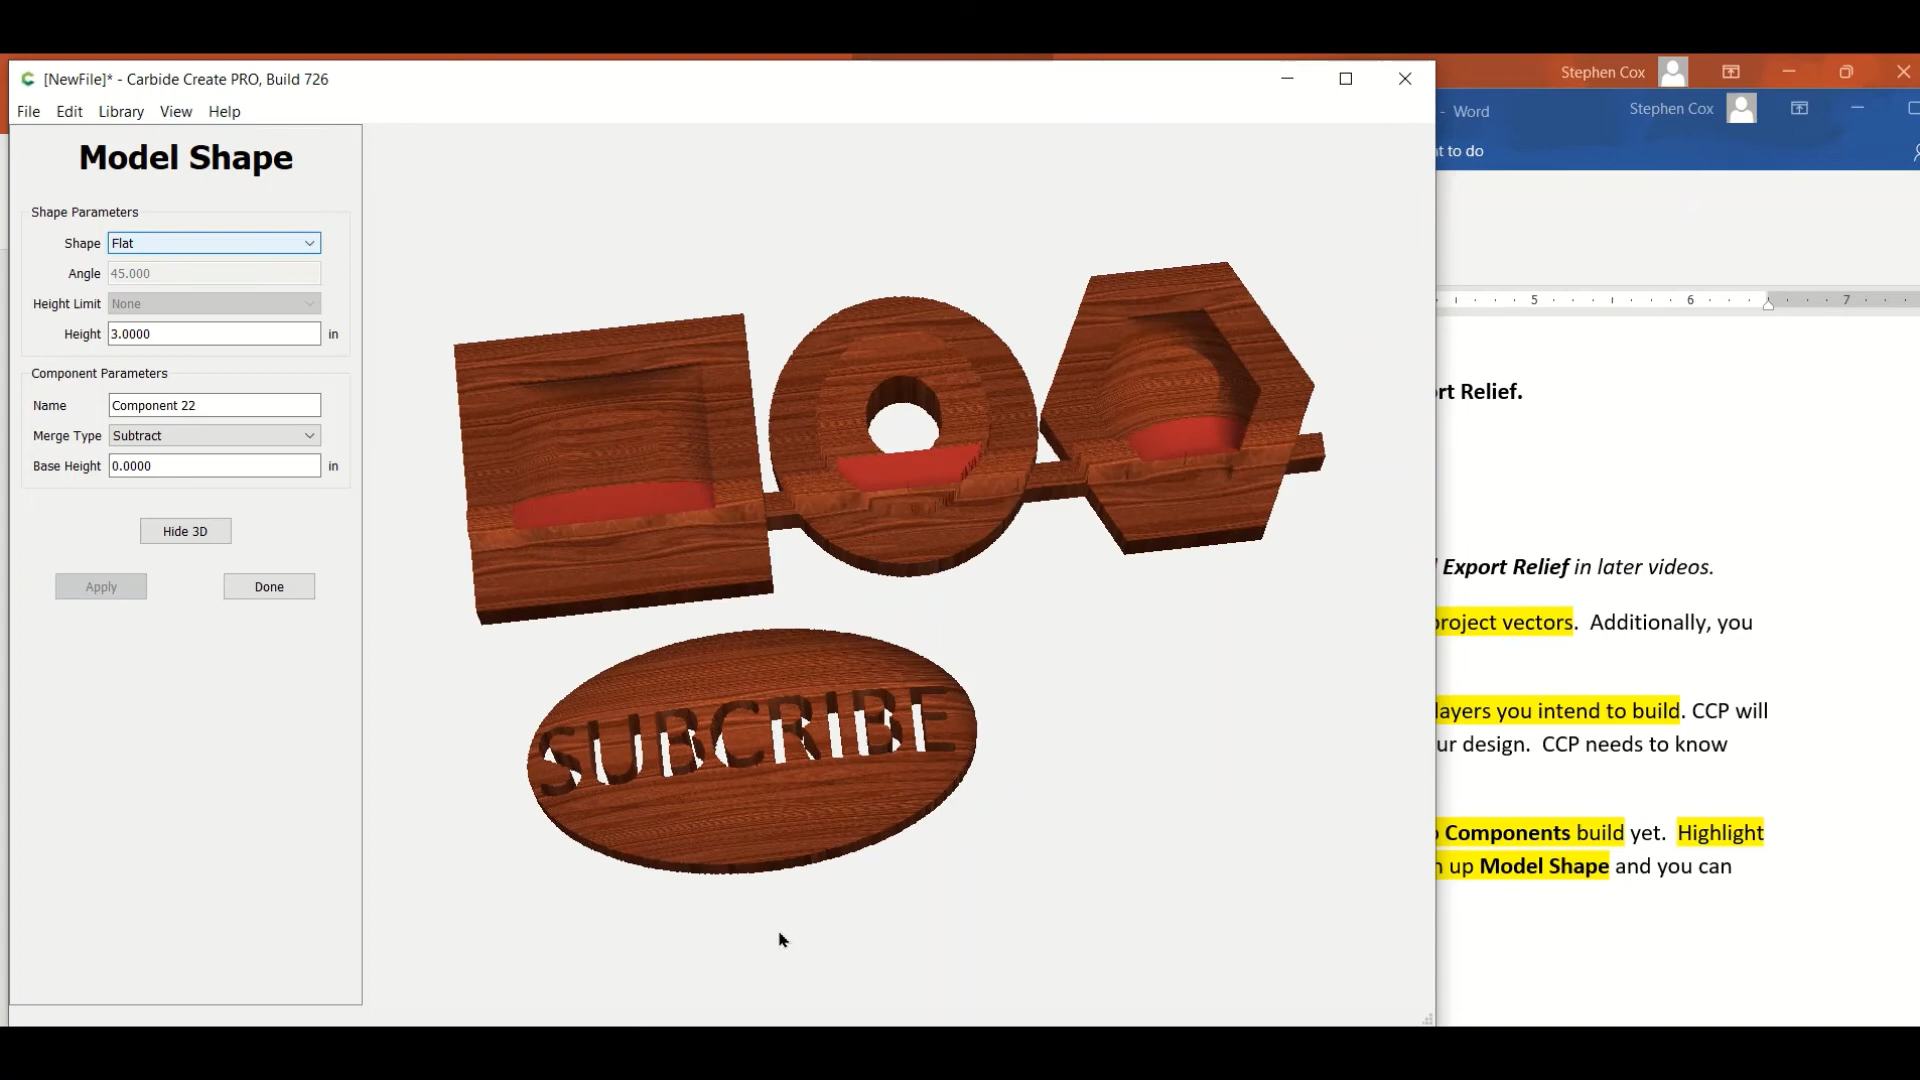 Stephen Cox
[NewFile]* - Carbide Create PRO, Build 726
Stephen Cox
- Word
File Edit Library View Help
t to do
Model Shape
Shape Parameters
Shape Flat
Angle 45.000
Height Limit None
Height 3.0000 in
Component Parameters
Name Component 22
Merge Type Subtract
Base Height 0.0000 in
Hide 3D
Apply Done
5 6 7
ort Relief.
Export Relief in later videos.
project vectors. Additionally, you
layers you intend to build. CCP will
ur design. CCP needs to know
Components build yet. Highlight
up Model Shape and you can
SUBCRIBE